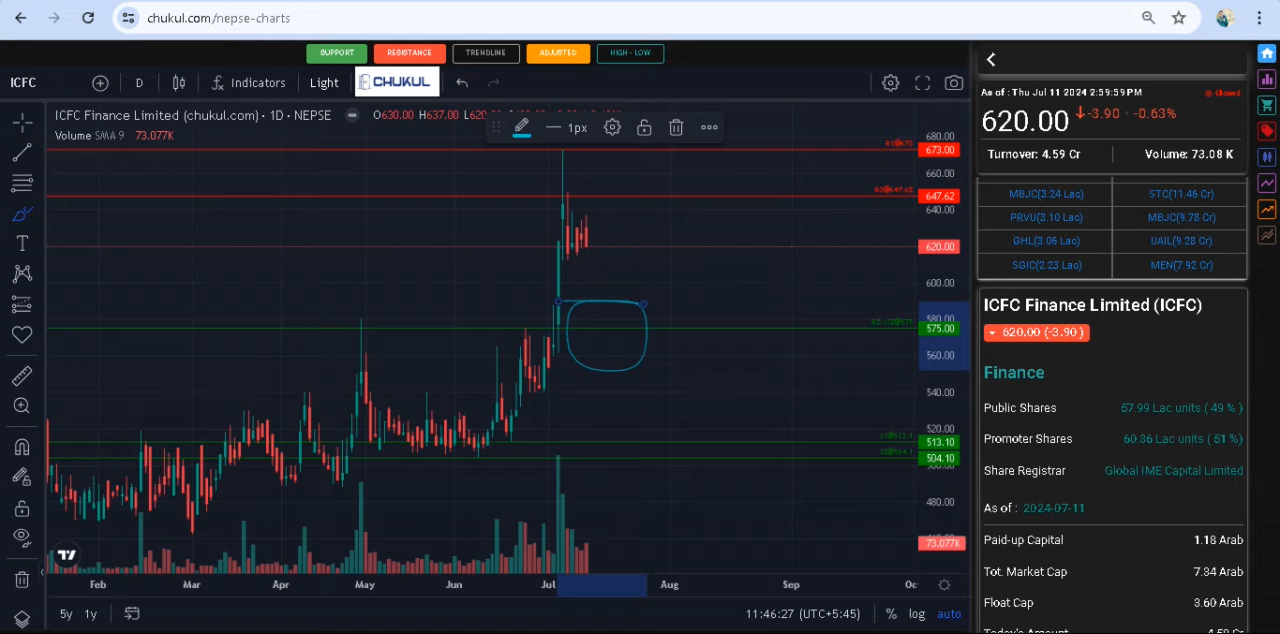 chukul.com/nepse-charts
SUPPORT RESISTANCE TRENDLINE ADJUSTED HIGH - LOW
ICFC D Indicators Light CHUKUL
ICFC Finance Limited (chukul.com) · 1D · NEPSE O630.00 H637.00
Volume SMA 9 73.077K
1px
680.00
R1@673 673.00
660.00
647.62
640.00
620.00
600.00
580.00
575.00
560.00
540.00
520.00
513.10
504.10
480.00
73.077K
Feb Mar Apr May Jun Jul Aug Sep Oc
5y 1y 11:46:27 (UTC+5:45) % log auto
As of : Thu Jul 11 2024 2:59:59 PM Closed
620.00 -3.90 · -0.63%
Turnover: 4.59 Cr Volume: 73.08 K
MBJC(3.24 Lac) STC(11.46 Cr)
PRVU(3.10 Lac) MBJC(9.78 Cr)
GHL(3.06 Lac) UAIL(9.28 Cr)
SGIC(2.23 Lac) MEN(7.92 Cr)
ICFC Finance Limited (ICFC)
620.00 (-3.90 )
Finance
Public Shares 57.99 Lac units ( 49 % )
Promoter Shares 60.36 Lac units ( 51 %)
Share Registrar Global IME Capital Limited
As of : 2024-07-11
Paid-up Capital 1.18 Arab
Tot. Market Cap 7.34 Arab
Float Cap 3.60 Arab